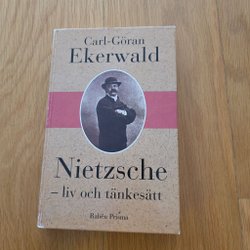 Carl-Göran
Ekerwald
Nietzsche
– liv och tänkesätt
Rabén Prisma